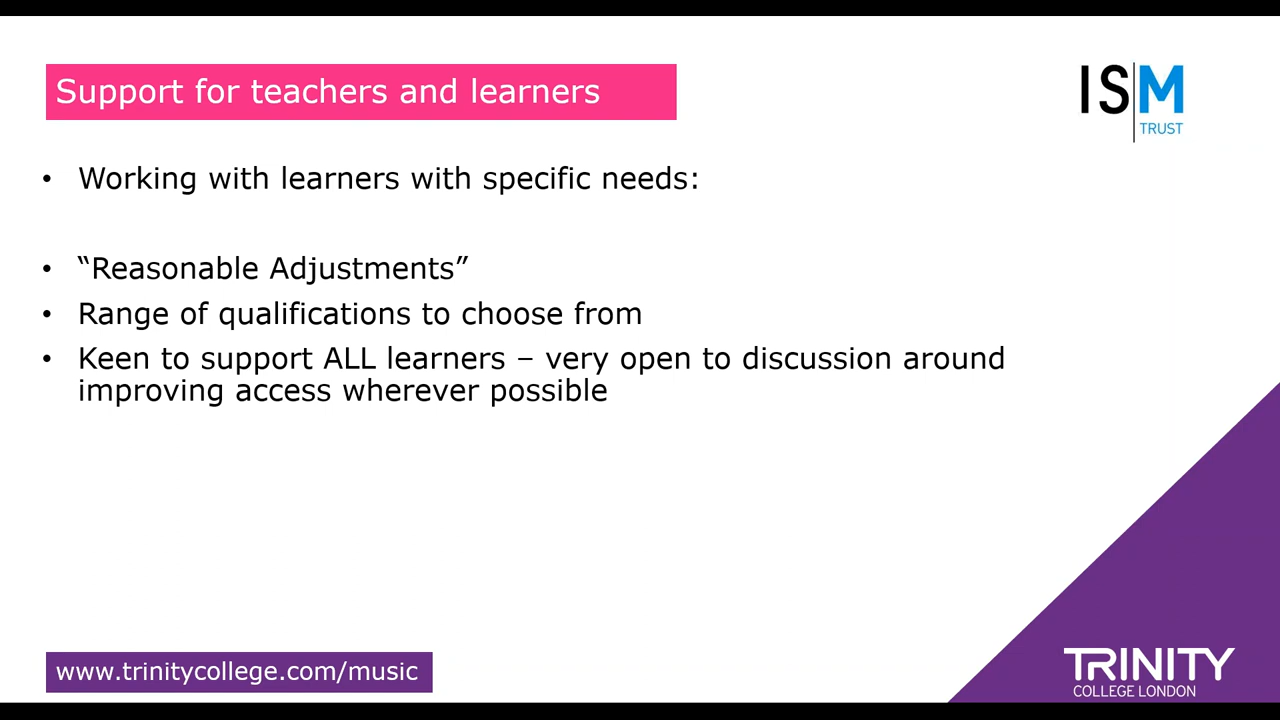 Support for teachers and learners
ISM
TRUST
• Working with learners with specific needs:
• “Reasonable Adjustments”
• Range of qualifications to choose from
• Keen to support ALL learners – very open to discussion around
improving access wherever possible
www.trinitycollege.com/music
TRINITY
COLLEGE LONDON